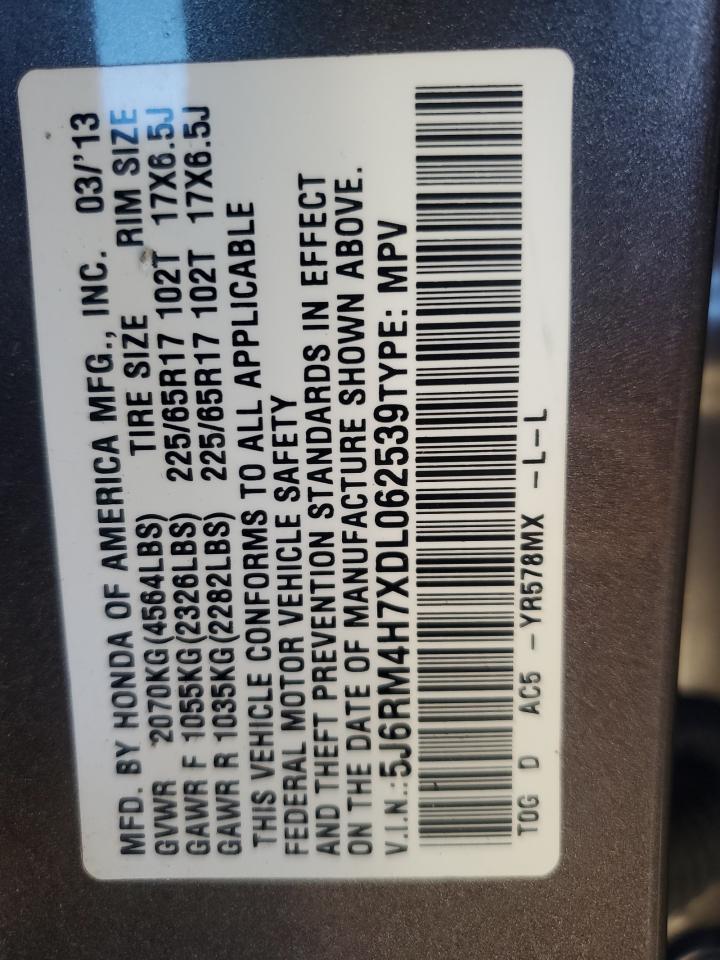 MFD. BY HONDA OF AMERICA MFG., INC. 03/'13
GVWR 2070KG(4564LBS) TIRE SIZE RIM SIZE
GAWR F 1055KG(2326LBS) 225/65R17 102T 17X6.5J
GAWR R 1035KG(2282LBS) 225/65R17 102T 17X6.5J
THIS VEHICLE CONFORMS TO ALL APPLICABLE
FEDERAL MOTOR VEHICLE SAFETY
AND THEFT PREVENTION STANDARDS IN EFFECT
ON THE DATE OF MANUFACTURE SHOWN ABOVE.
V.I.N.:5J6RM4H7XDL062539TYPE: MPV
TOG D AC5 -YR578MX -L-L